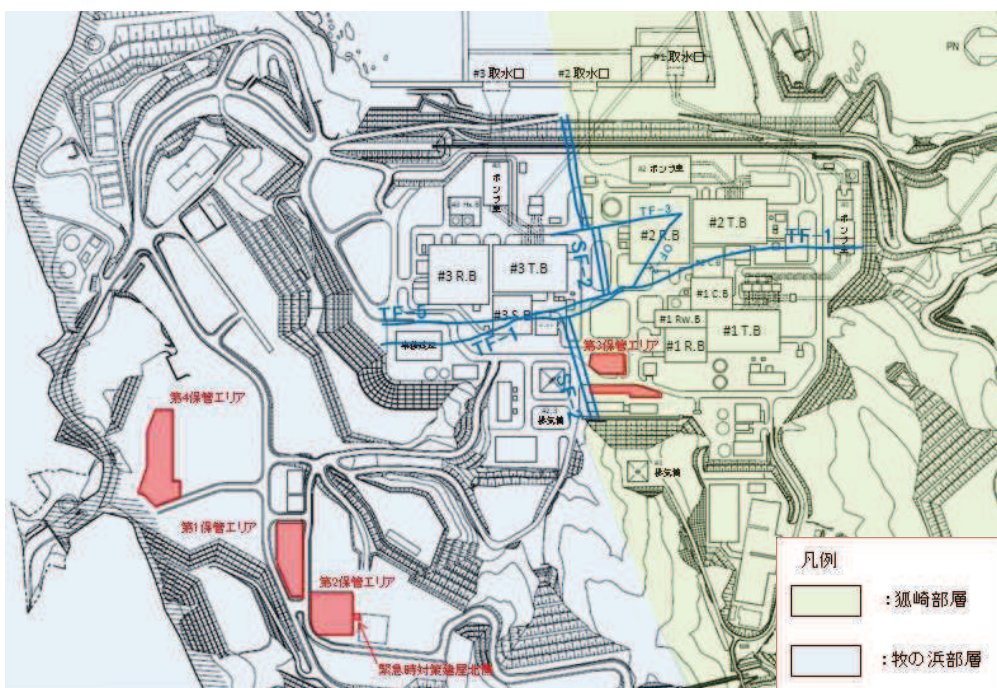 PN
#1 取水口
#3 取水口
#2 取水口
#2 ポンプ室
ポンプ室
ポンプ室
TF-3
#2 R.B
#2 T.B
TF-1
SF-2
#3 R.B
#3 T.B
#1 C.B
#3 S.B
TF-5
TF-1
#1 Rw.B
#1 T.B
#1 R.B
第3保管エリア
SF-2
排気筒
第4保管エリア
排気筒
第1保管エリア
第2保管エリア
緊急時対策建屋北側
凡例
:狐崎部層
:牧の浜部層